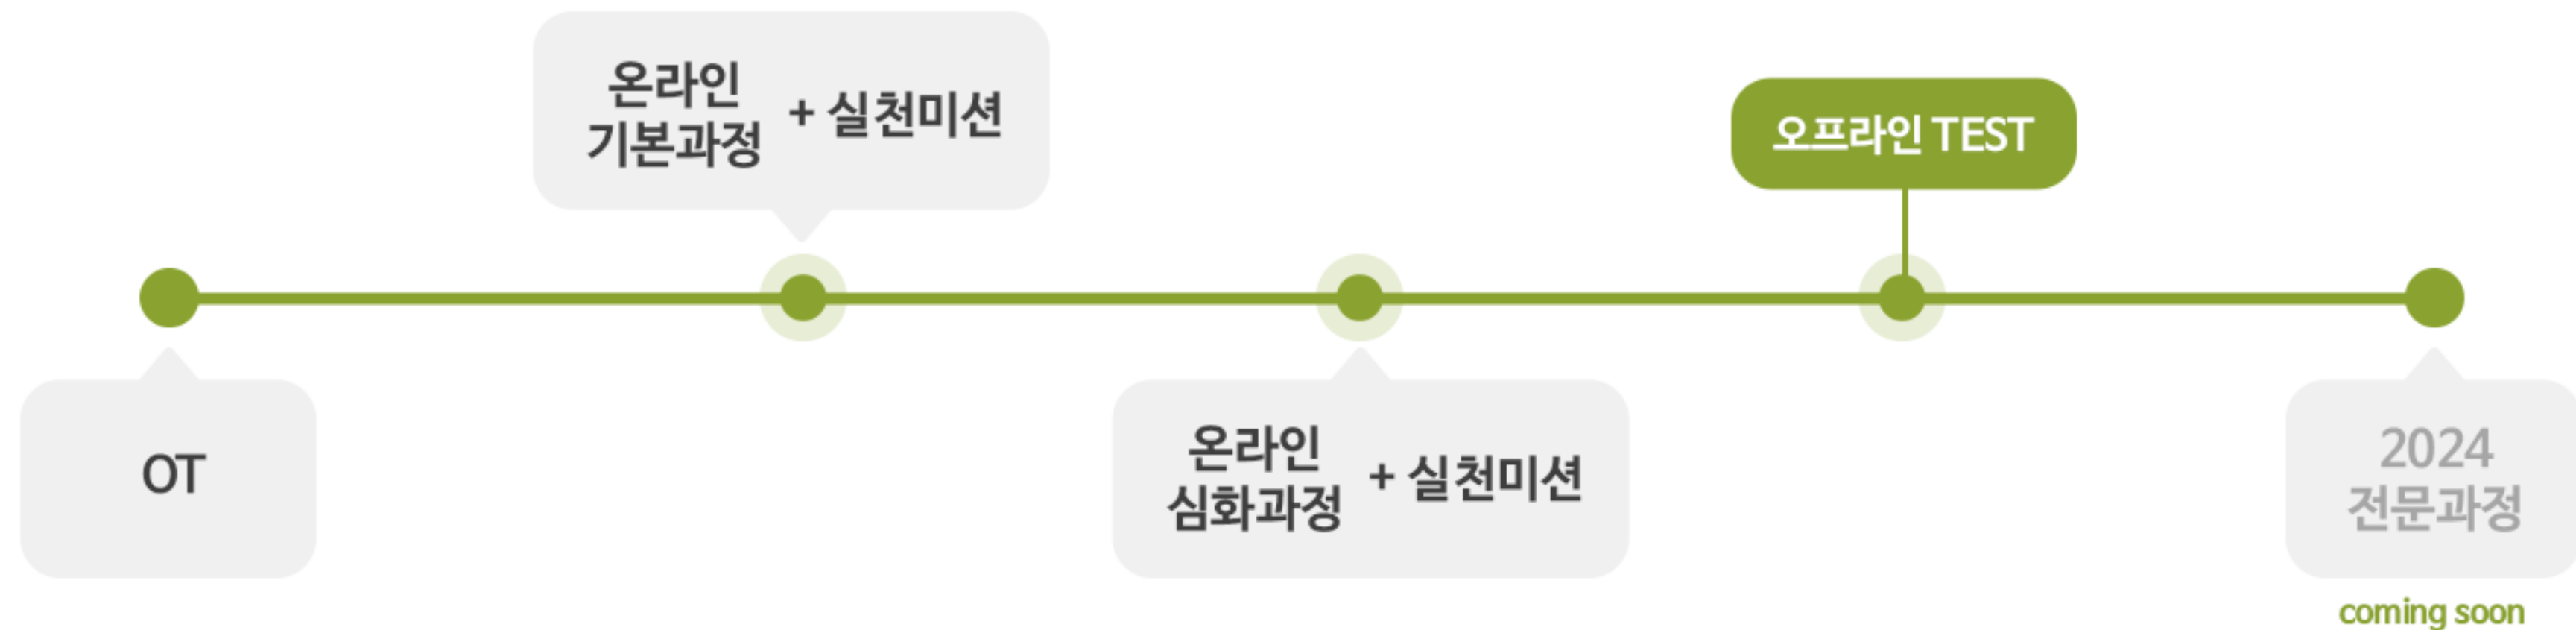 OT
온라인
기본과정
+ 실천미션
온라인
심화과정
+ 실천미션
오프라인 TEST
2024
전문과정
coming soon